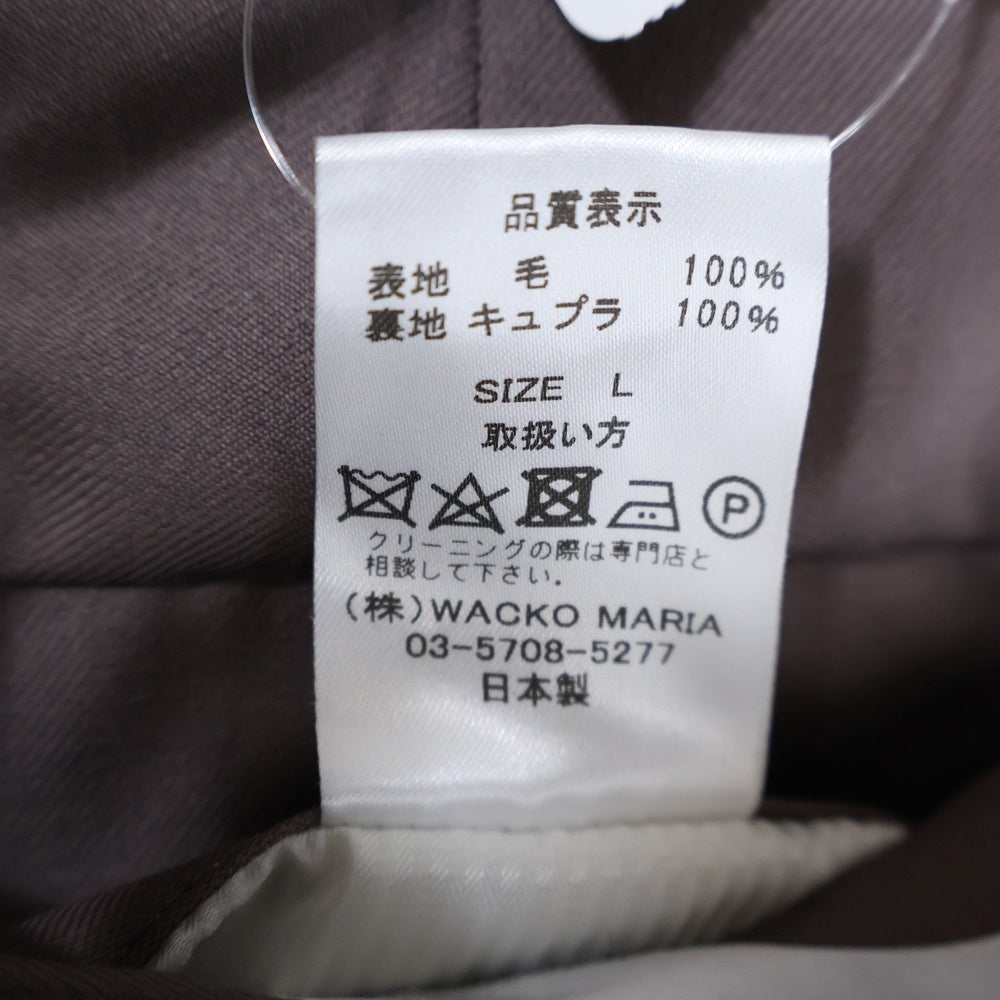 品質表示
表地 毛 100%
裏地 キュプラ 100%
SIZE L
取扱い方
P
クリーニングの際は専門店と
相談して下さい.
(株)WACKO MARIA
03-5708-5277
日本製